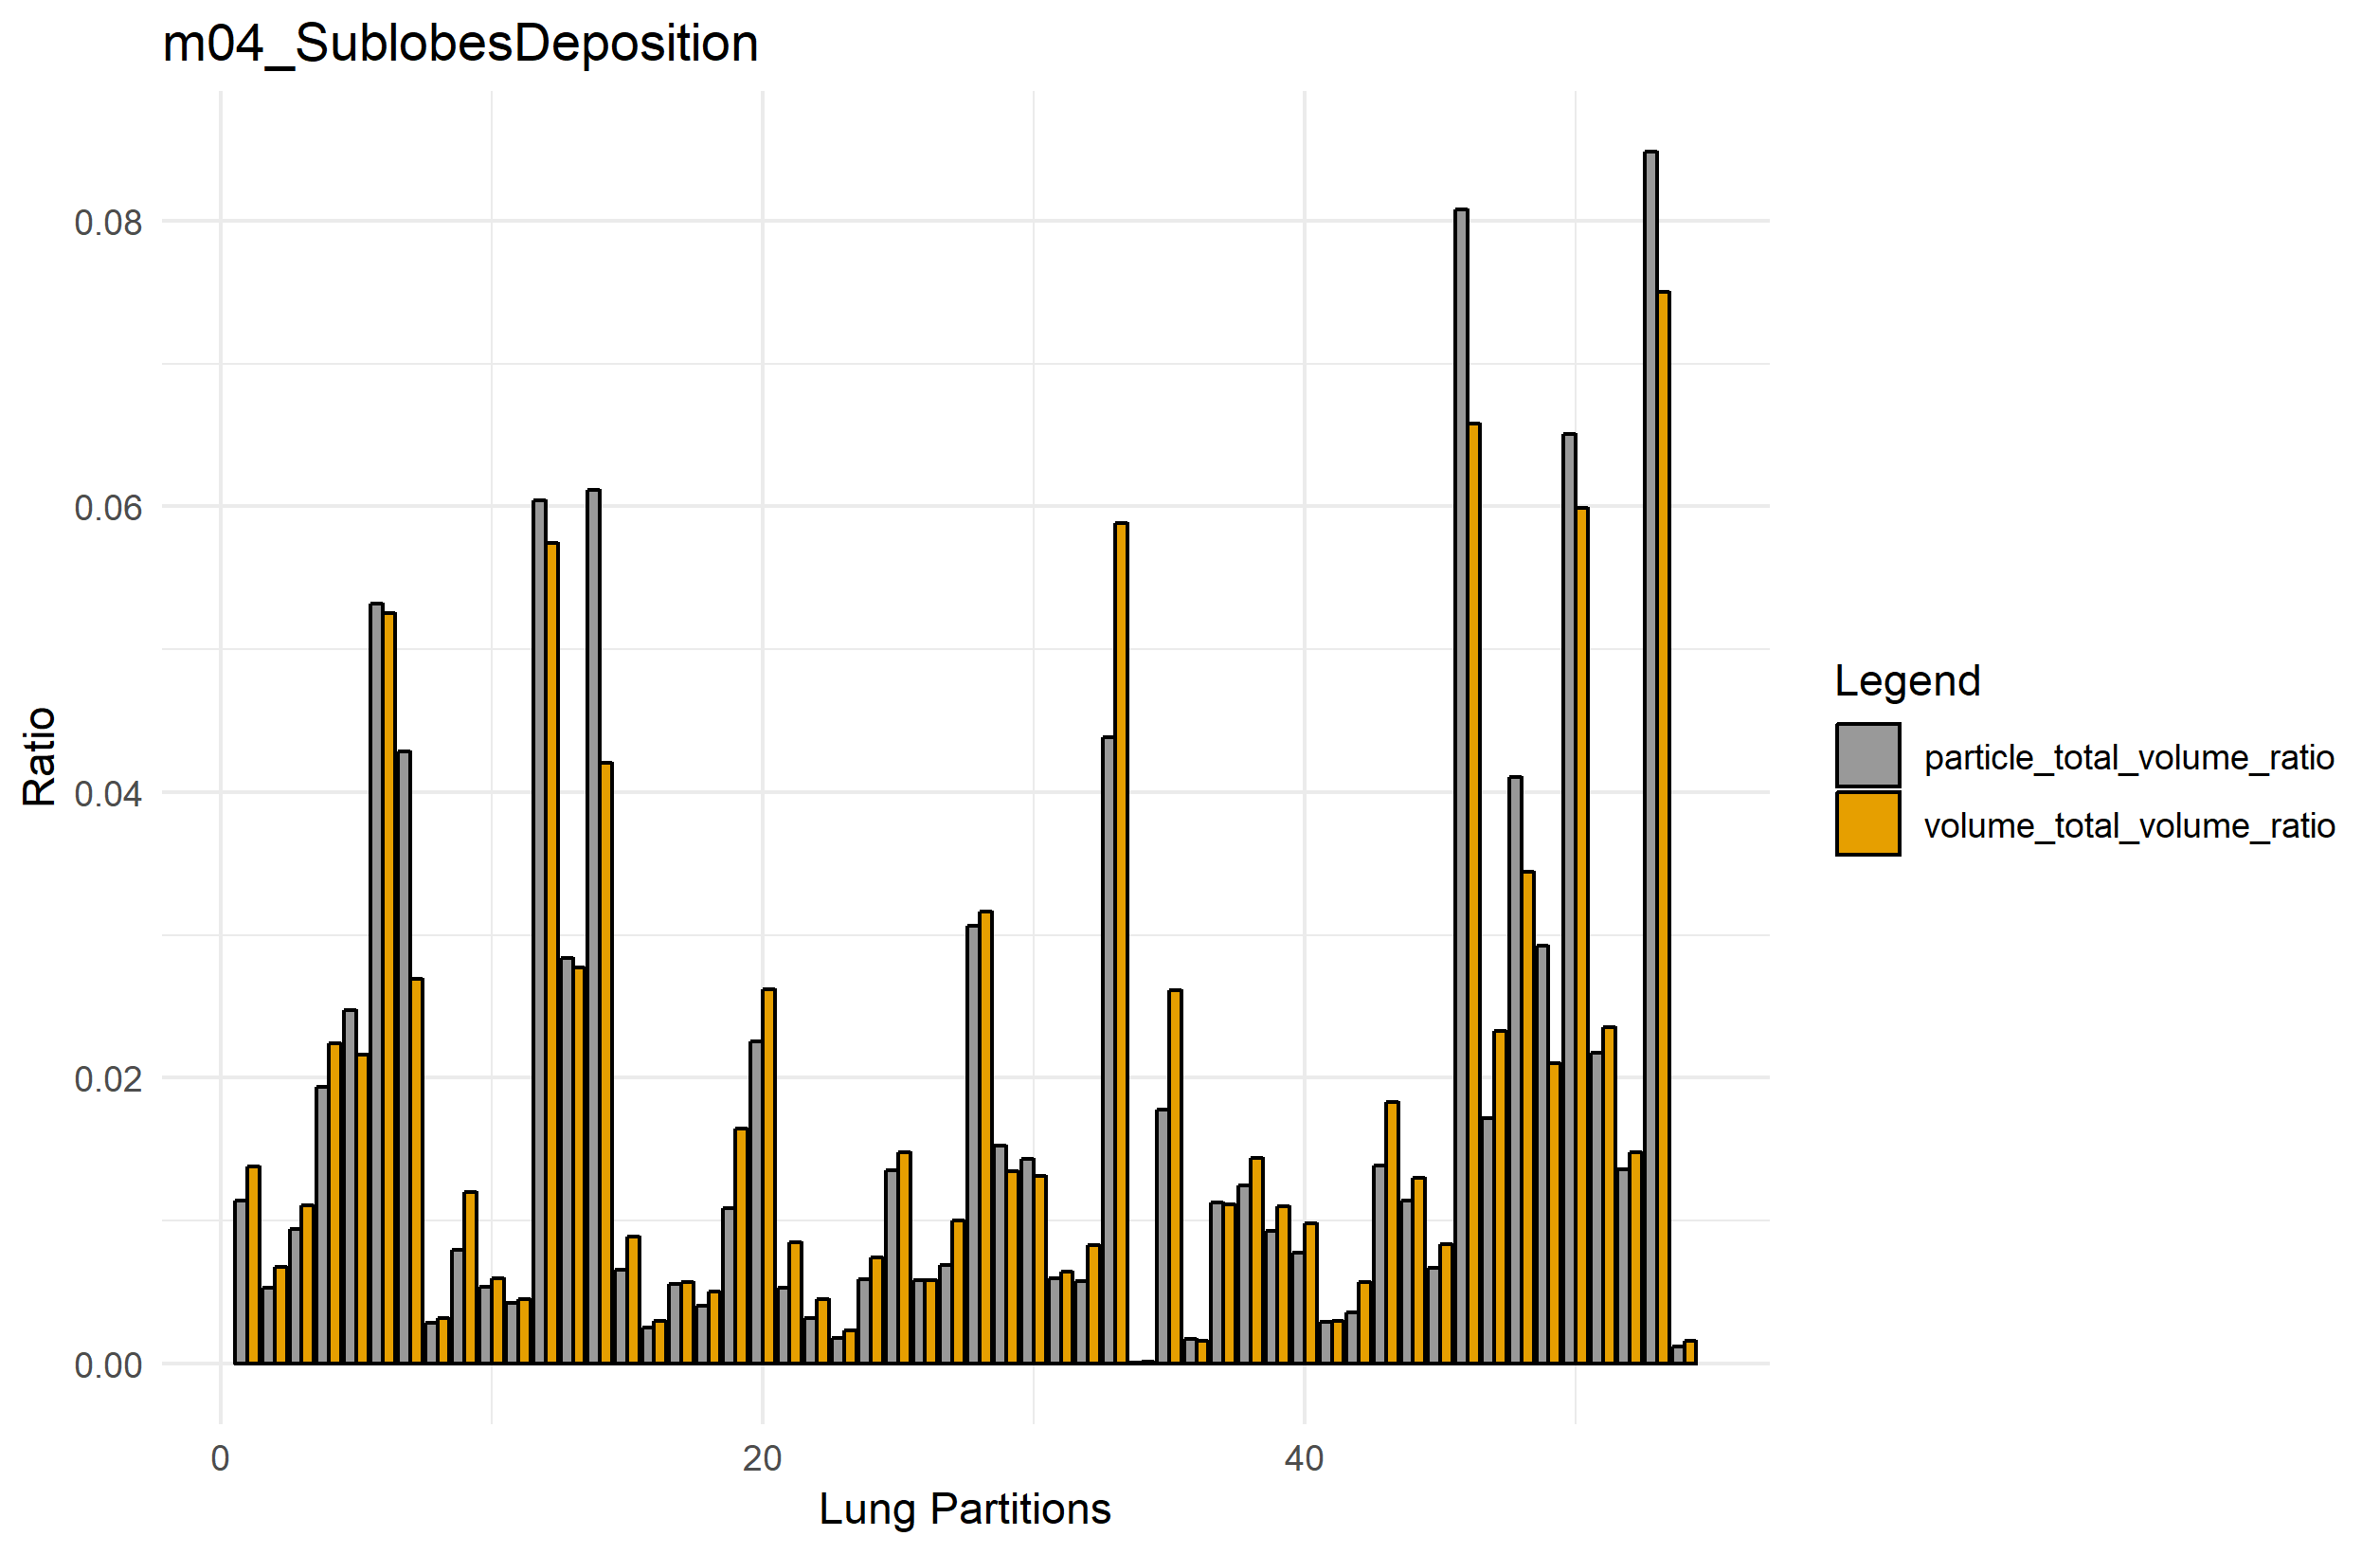 m04_SublobesDeposition
0.08
0.06
0.04
0.02
0.00
Ratio
0
20
40
Lung Partitions
Legend
particle_total_volume_ratio
volume_total_volume_ratio